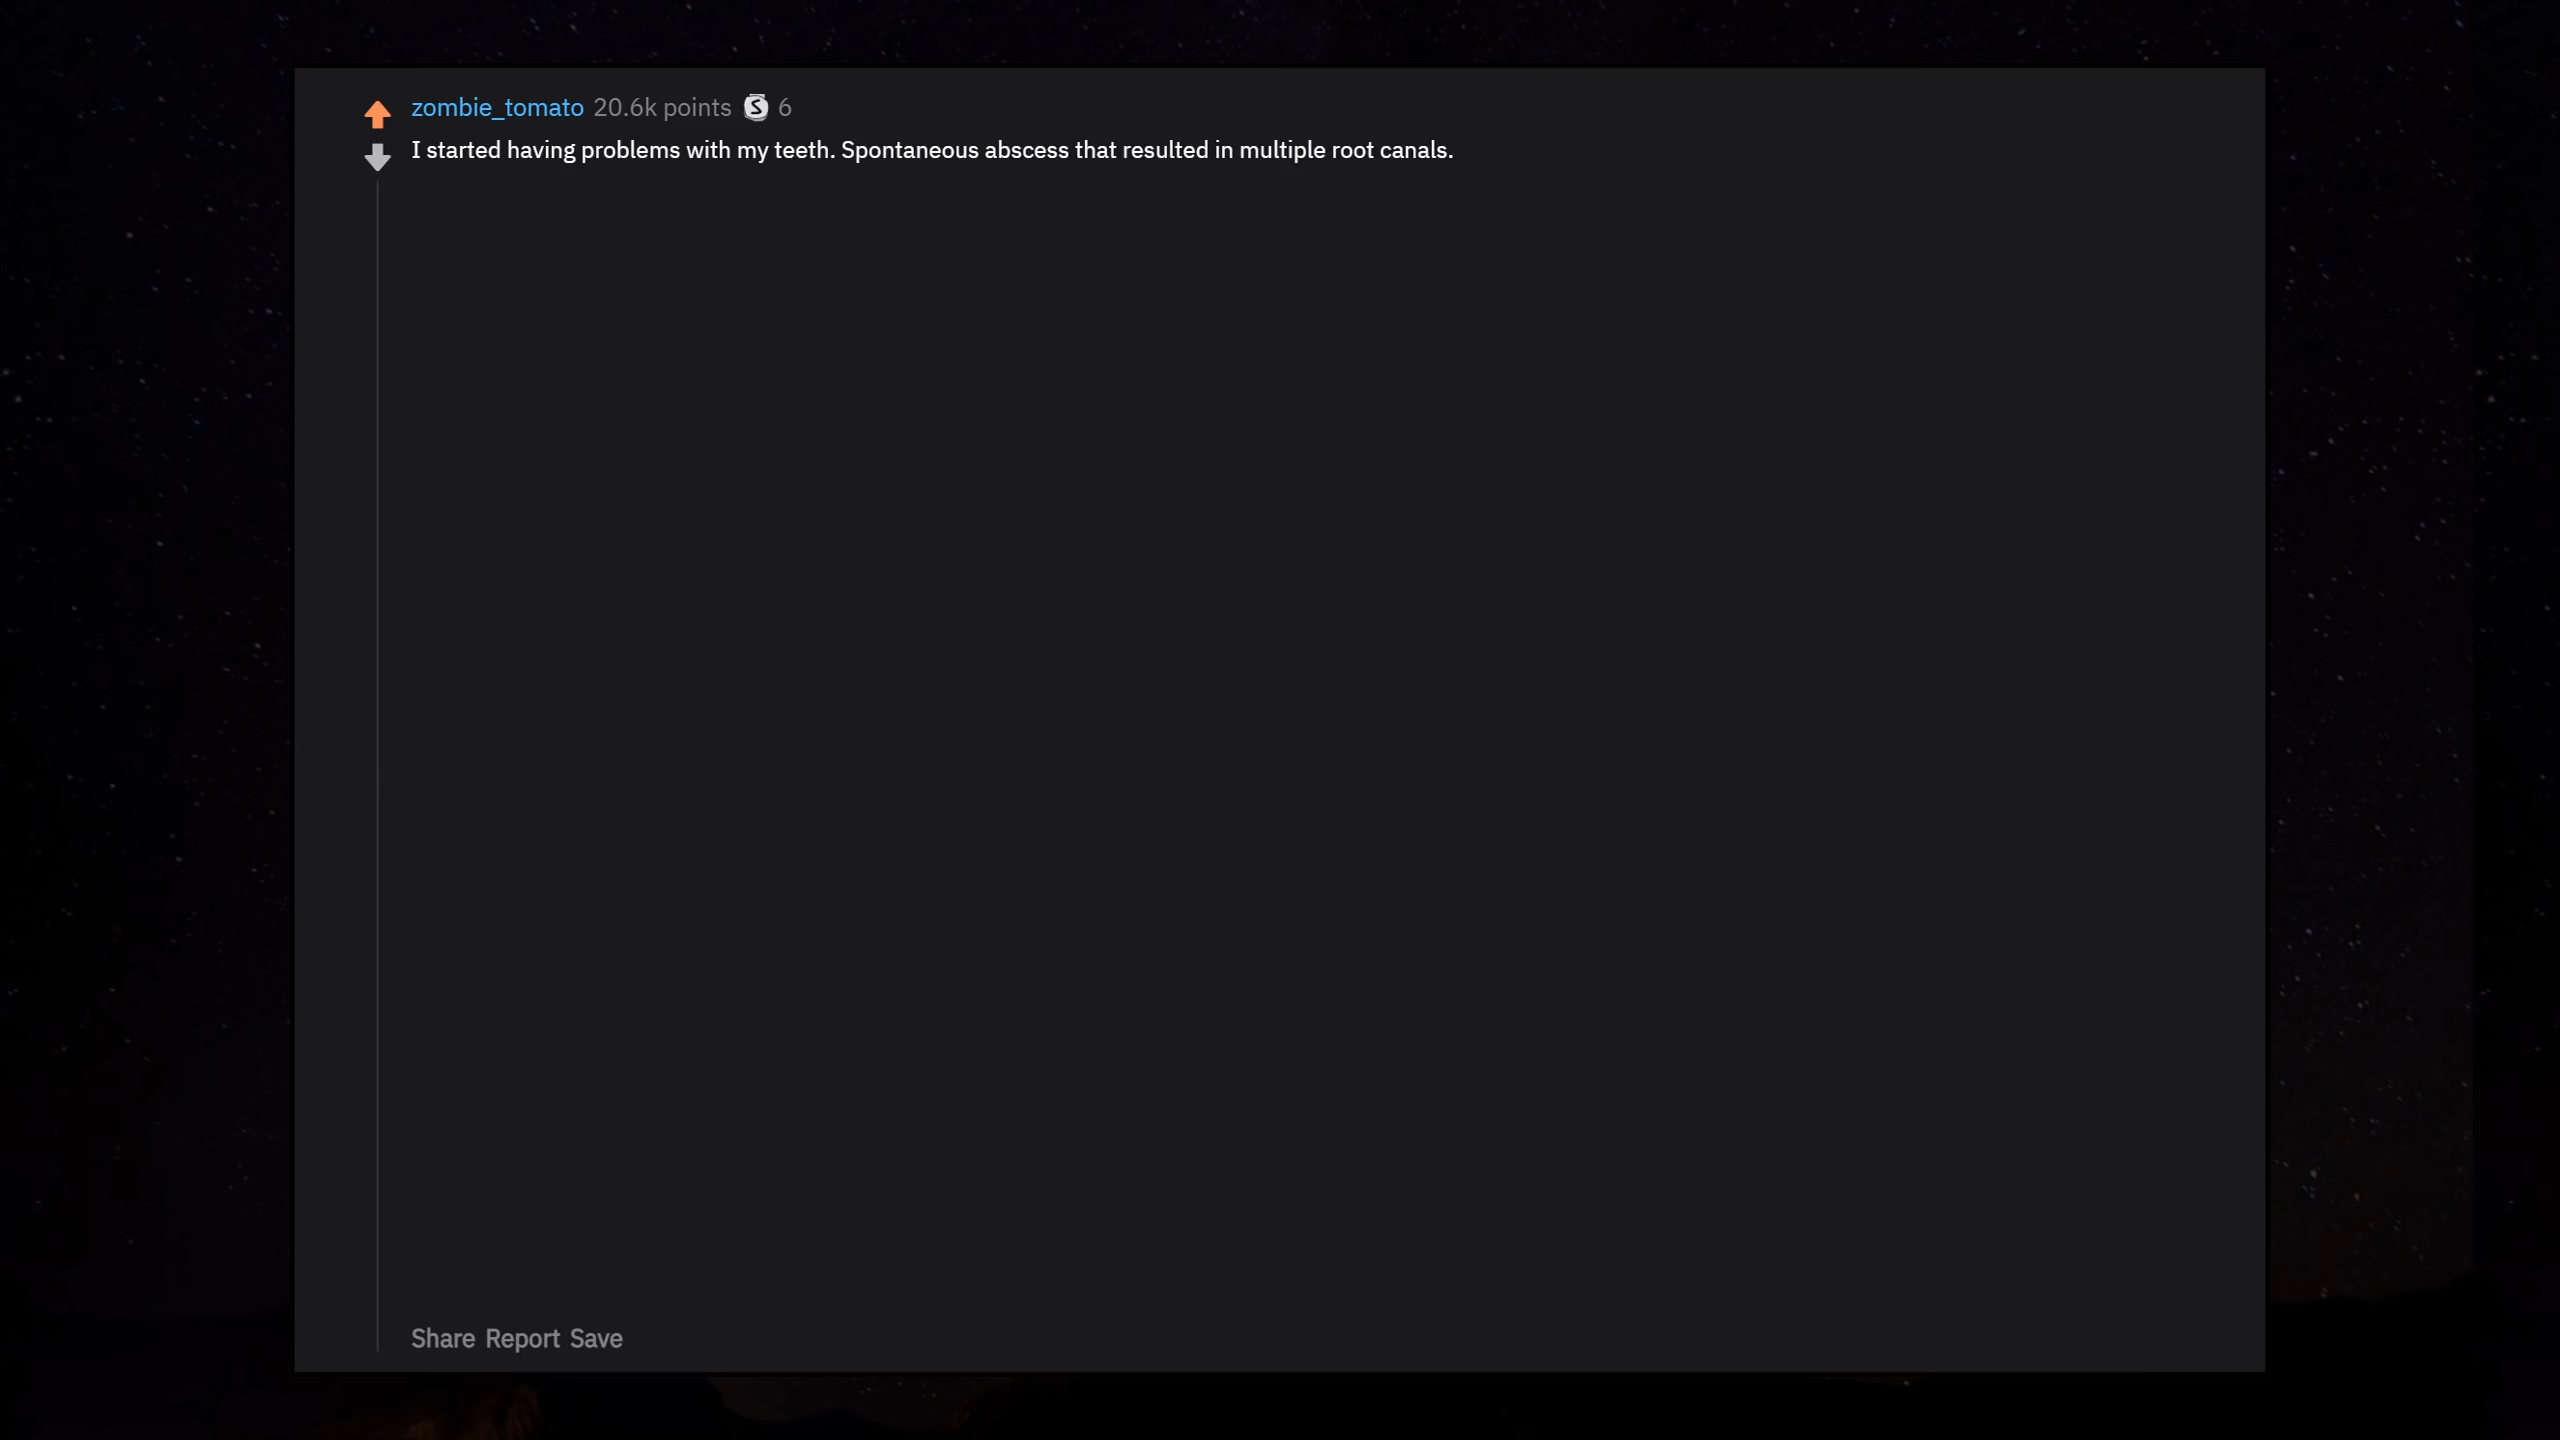 zombie_tomato 20.6k points S 6
I started having problems with my teeth. Spontaneous abscess that resulted in multiple root canals.
Share Report Save